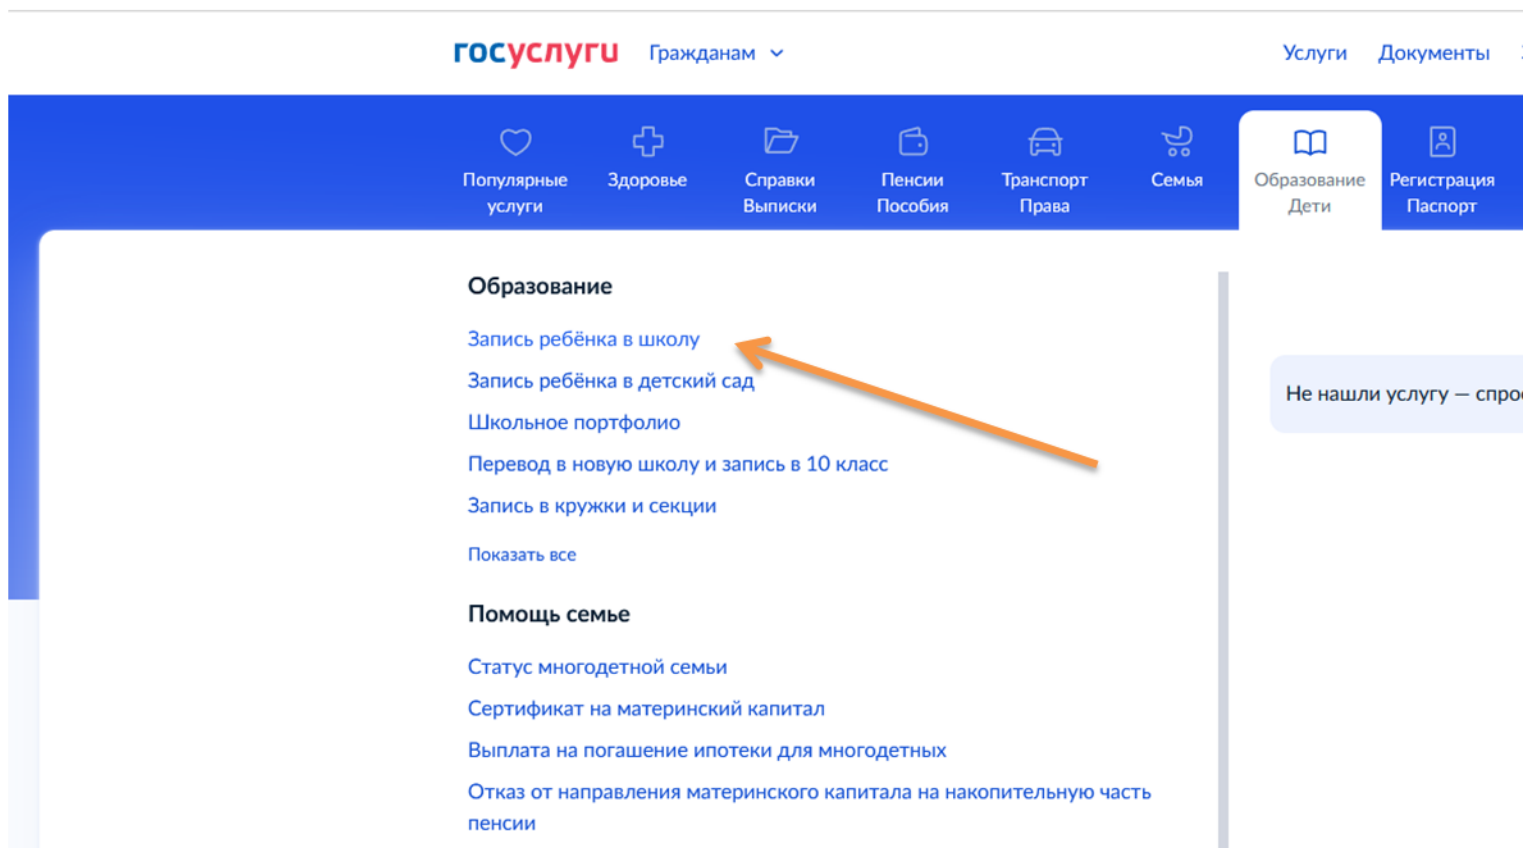 госуслуги Гражданам Услуги Документы
Популярные услуги
Здоровье
Справки Выписки
Пенсии Пособия
Транспорт Права
Семья
Образование Дети
Регистрация Паспорт
Образование
Запись ребёнка в школу
Запись ребёнка в детский сад
Школьное портфолио
Перевод в новую школу и запись в 10 класс
Запись в кружки и секции
Показать все
Помощь семье
Статус многодетной семьи
Сертификат на материнский капитал
Выплата на погашение ипотеки для многодетных
Отказ от направления материнского капитала на накопительную часть
пенсии
Не нашли услугу —